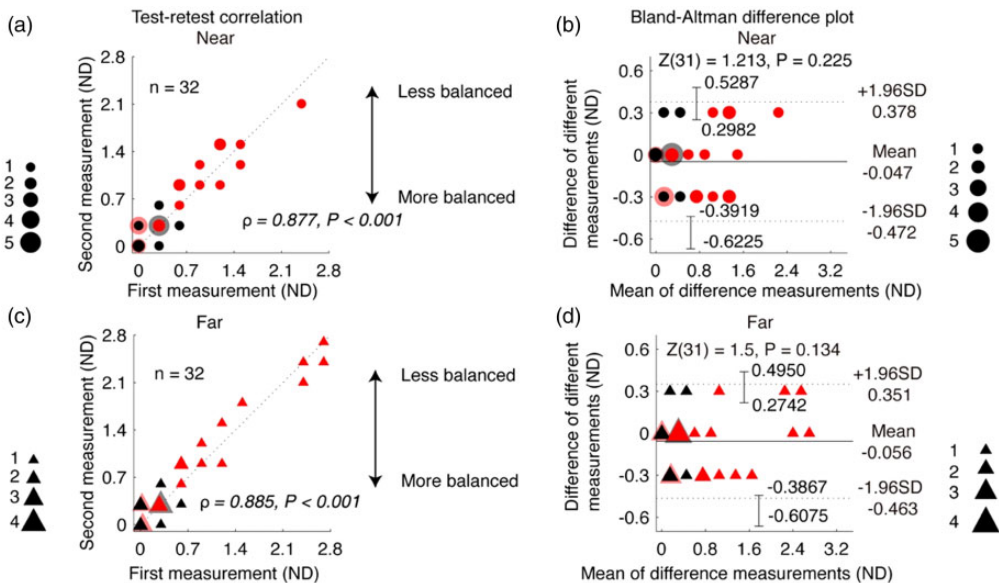 (a)
Test-retest correlation
Near
Second measurement (ND)
2.8
2.1
1.4
0.7
0
n = 32
Less balanced
More balanced
ρ = 0.877, P < 0.001
0 0.7 1.4 2.1 2.8
First measurement (ND)
1
2
3
4
5
(b)
Bland-Altman difference plot
Near
Difference of different
measurements (ND)
0.6
0.3
0
-0.3
-0.6
Z(31) = 1.213, P = 0.225
0.5287
0.2982
-0.3919
-0.6225
+1.96SD
0.378
Mean
-0.047
-1.96SD
-0.472
0 0.8 1.6 2.4 3.2
Mean of difference measurements (ND)
1
2
3
4
5
(c)
Far
Second measurement (ND)
2.8
2.1
1.4
0.7
0
n = 32
Less balanced
More balanced
ρ = 0.885, P < 0.001
0 0.7 1.4 2.1 2.8
First measurement (ND)
1
2
3
4
(d)
Far
Difference of different
measurements (ND)
0.6
0.3
0
-0.3
-0.6
Z(31) = 1.5, P = 0.134
0.4950
0.2742
-0.3867
-0.6075
+1.96SD
0.351
Mean
-0.056
-1.96SD
-0.463
0 0.8 1.6 2.4 3.2
Mean of difference measurements (ND)
1
2
3
4